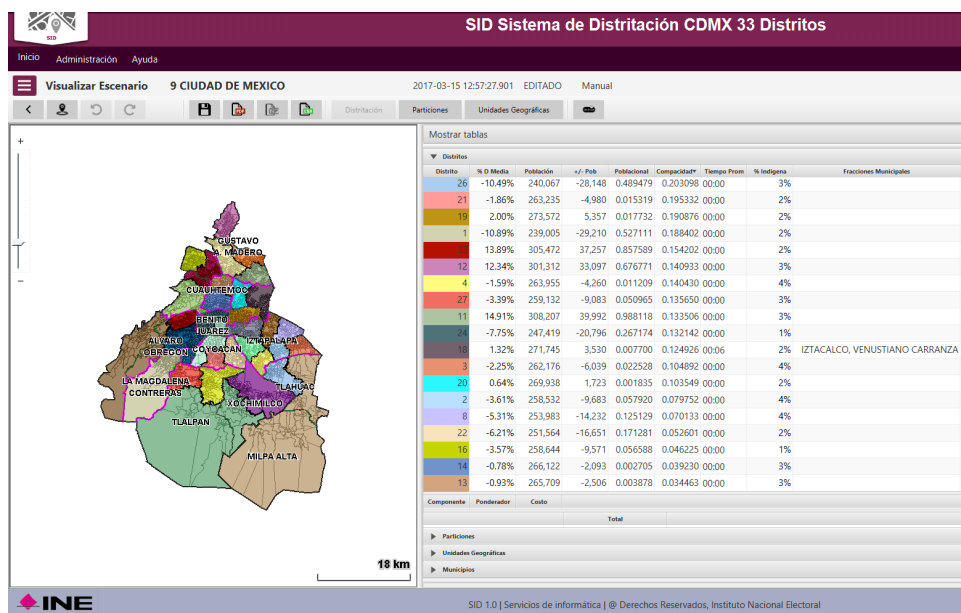 SID Sistema de Distritación CDMX 33 Distritos
SID
Inicio Administración Ayuda
Visualizar Escenario 9 CIUDAD DE MEXICO 2017-03-15 12:57:27.901 EDITADO Manual
Distritación Particiones Unidades Geográficas
Mostrar tablas
Distritos
Distrito % D Media Población +/- Pob Poblacional Compacidad Tiempo Prom % Indigena Fracciones Municipales
26 -10.49% 240,067 -28,148 0.489479 0.203098 00:00 3%
21 -1.86% 263,235 -4,980 0.015319 0.195332 00:00 2%
19 2.00% 273,572 5,357 0.017732 0.190876 00:00 2%
1 -10.89% 239,005 -29,210 0.527111 0.188402 00:00 2%
13.89% 305,472 37,257 0.857589 0.154202 00:00 2%
12 12.34% 301,312 33,097 0.676771 0.140933 00:00 3%
4 -1.59% 263,955 -4,260 0.011209 0.140430 00:00 4%
27 -3.39% 259,132 -9,083 0.050965 0.135650 00:00 3%
11 14.91% 308,207 39,992 0.988118 0.133506 00:00 3%
24 -7.75% 247,419 -20,796 0.267174 0.132142 00:00 1%
18 1.32% 271,745 3,530 0.007700 0.124926 00:06 2% IZTACALCO, VENUSTIANO CARRANZA
3 -2.25% 262,176 -6,039 0.022528 0.104892 00:00 4%
20 0.64% 269,938 1,723 0.001835 0.103549 00:00 2%
2 -3.61% 258,532 -9,683 0.057920 0.079752 00:00 4%
8 -5.31% 253,983 -14,232 0.125129 0.070133 00:00 4%
22 -6.21% 251,564 -16,651 0.171281 0.052601 00:00 2%
16 -3.57% 258,644 -9,571 0.056588 0.046225 00:00 1%
14 -0.78% 266,122 -2,093 0.002705 0.039230 00:00 3%
13 -0.93% 265,709 -2,506 0.003878 0.034463 00:00 3%
Componente Ponderador Costo
Total
Particiones
Unidades Geográficas
Municipios
GUSTAVO
A. MADERO
CUAUHTEMOC
BENITO
JUAREZ
ALVARO
OBREGON
COYOACAN
IZTAPALAPA
LA MAGDALENA
CONTRERAS
TLAHUAC
XOCHIMILCO
TLALPAN
MILPA ALTA
18 km
INE
SID 1.0 | Servicios de informática | @ Derechos Reservados, Instituto Nacional Electoral